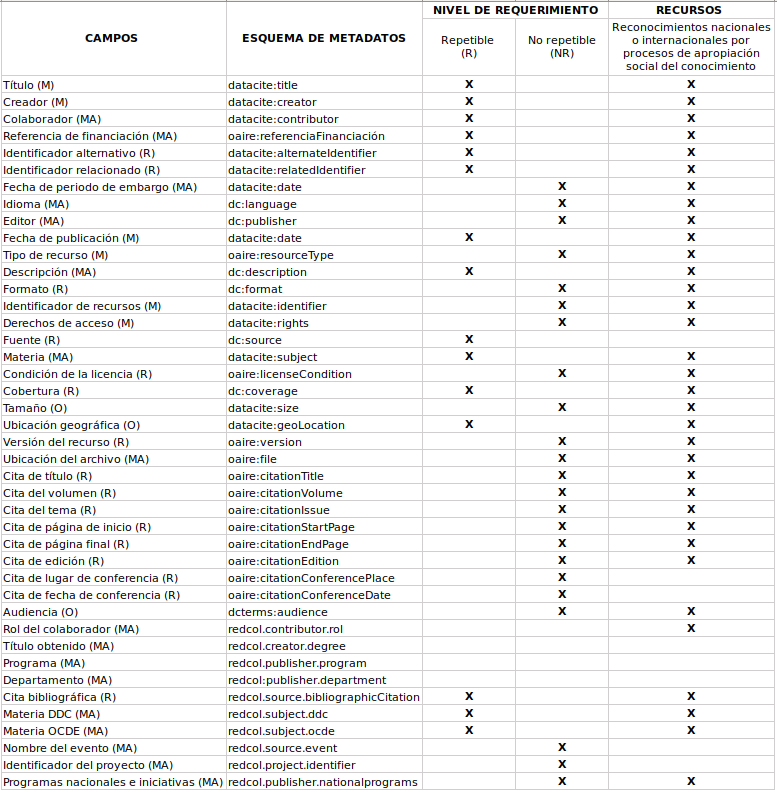 CAMPOS ESQUEMA DE METADATOS NIVEL DE REQUERIMIENTO RECURSOS
Repetible (R) No repetible (NR) Reconocimientos nacionales o internacionales por procesos de apropiación social del conocimiento
Título (M) datacite:title X X
Creador (M) datacite:creator X X
Colaborador (MA) datacite:contributor X X
Referencia de financiación (MA) oaire:referenciaFinanciación X X
Identificador alternativo (R) datacite:alternateIdentifier X X
Identificador relacionado (R) datacite:relatedIdentifier X X
Fecha de periodo de embargo (MA) datacite:date X X
Idioma (MA) dc:language X X
Editor (MA) dc:publisher X X
Fecha de publicación (M) datacite:date X X
Tipo de recurso (M) oaire:resourceType X X
Descripción (MA) dc:description X X
Formato (R) dc:format X X
Identificador de recursos (M) datacite:identifier X X
Derechos de acceso (M) datacite:rights X X
Fuente (R) dc:source X
Materia (MA) datacite:subject X X
Condición de la licencia (R) oaire:licenseCondition X X
Cobertura (R) dc:coverage X X
Tamaño (O) datacite:size X X
Ubicación geográfica (O) datacite:geoLocation X X
Versión del recurso (R) oaire:version X X
Ubicación del archivo (MA) oaire:file X X
Cita de título (R) oaire:citationTitle X X
Cita del volumen (R) oaire:citationVolume X X
Cita del tema (R) oaire:citationIssue X X
Cita de página de inicio (R) oaire:citationStartPage X X
Cita de página final (R) oaire:citationEndPage X X
Cita de edición (R) oaire:citationEdition X X
Cita de lugar de conferencia (R) oaire:citationConferencePlace X
Cita de fecha de conferencia (R) oaire:citationConferenceDate X
Audiencia (O) dcterms:audience X X
Rol del colaborador (MA) redcol.contributor.rol X
Título obtenido (MA) redcol.creator.degree
Programa (MA) redcol.publisher.program
Departamento (MA) redcol:publisher.department
Cita bibliográfica (R) redcol.source.bibliographicCitation X X
Materia DDC (MA) redcol.subject.ddc X X
Materia OCDE (MA) redcol.subject.ocde X X
Nombre del evento (MA) redcol.source.event X
Identificador del proyecto (MA) redcol.project.identifier X
Programas nacionales e iniciativas (MA) redcol.publisher.nationalprograms X X